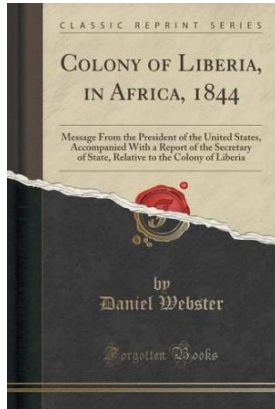 CLASSIC REPRINT SERIES
COLONY OF LIBERIA,
IN AFRICA, 1844
Message From the President of the United States,
Accompanied With a Report of the Secretary
of State, Relative to the Colony of Liberia
by
Daniel Webster
Forgotten Books